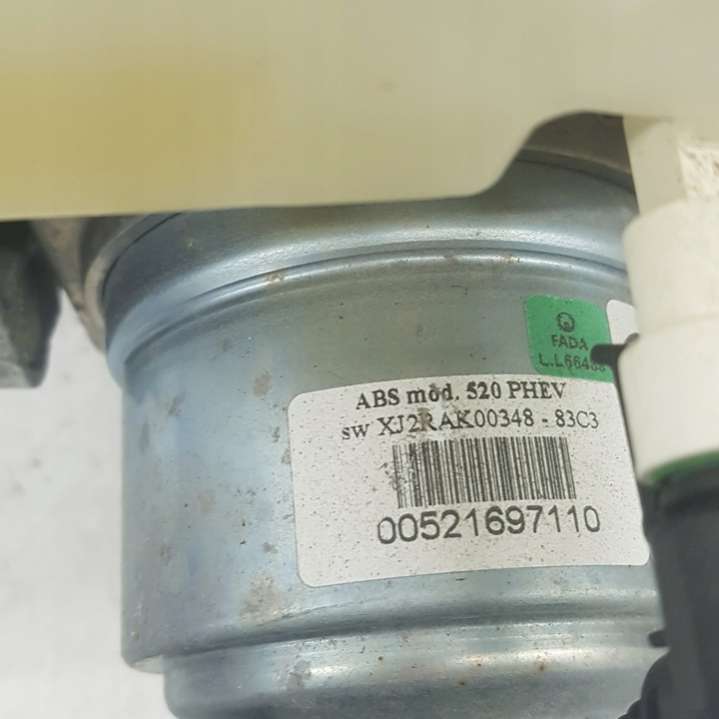 FADA
ABS mod. 520 PHEV
sw XJ2RAK00348 - 83C3
00521697110